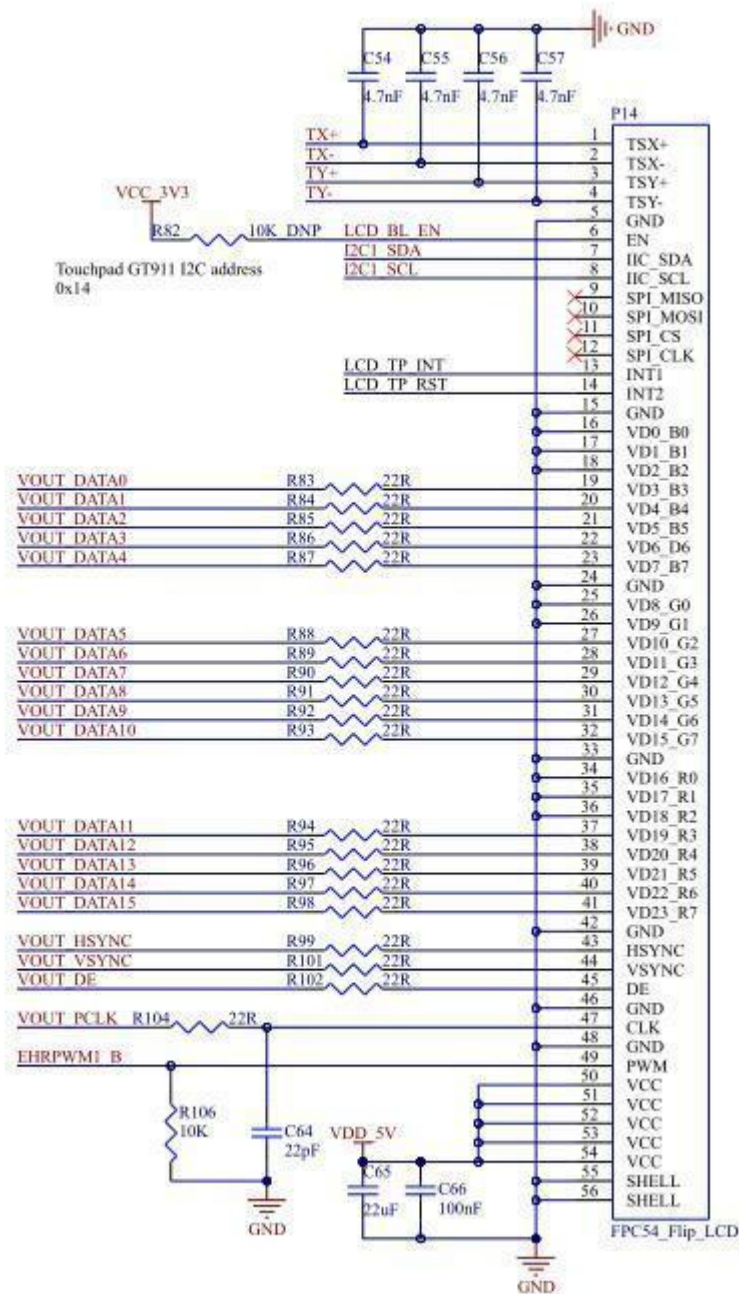 GND
C54 C55 C56 C57
4.7nF 4.7nF 4.7nF 4.7nF
P14
TX+ 1 TSX+
TX- 2 TSX-
TY+ 3 TSY+
TY- 4 TSY-
VCC_3V3
5 GND
R82 10K_DNP LCD_BL_EN 6 EN
I2C1_SDA 7 IIC_SDA
I2C1_SCL 8 IIC_SCL
Touchpad GT911 I2C address
0x14
9 SPI_MISO
10 SPI_MOSI
11 SPI_CS
12 SPI_CLK
LCD_TP_INT 13 INT1
LCD_TP_RST 14 INT2
15 GND
16 VD0_B0
17 VD1_B1
18 VD2_B2
VOUT_DATA0 R83 22R 19 VD3_B3
VOUT_DATA1 R84 22R 20 VD4_B4
VOUT_DATA2 R85 22R 21 VD5_B5
VOUT_DATA3 R86 22R 22 VD6_D6
VOUT_DATA4 R87 22R 23 VD7_B7
24 GND
25 VD8_G0
26 VD9_G1
VOUT_DATA5 R88 22R 27 VD10_G2
VOUT_DATA6 R89 22R 28 VD11_G3
VOUT_DATA7 R90 22R 29 VD12_G4
VOUT_DATA8 R91 22R 30 VD13_G5
VOUT_DATA9 R92 22R 31 VD14_G6
VOUT_DATA10 R93 22R 32 VD15_G7
33 GND
34 VD16_R0
35 VD17_R1
36 VD18_R2
VOUT_DATA11 R94 22R 37 VD19_R3
VOUT_DATA12 R95 22R 38 VD20_R4
VOUT_DATA13 R96 22R 39 VD21_R5
VOUT_DATA14 R97 22R 40 VD22_R6
VOUT_DATA15 R98 22R 41 VD23_R7
42 GND
VOUT_HSYNC R99 22R 43 HSYNC
VOUT_VSYNC R101 22R 44 VSYNC
VOUT_DE R102 22R 45 DE
46 GND
VOUT_PCLK R104 22R 47 CLK
48 GND
EHRPWM1_B 49 PWM
50 VCC
51 VCC
52 VCC
53 VCC
54 VCC
55 SHELL
56 SHELL
R106
10K
C64
22pF
VDD_5V
C65
22uF
C66
100nF
GND
FPC54_Flip_LCD
GND